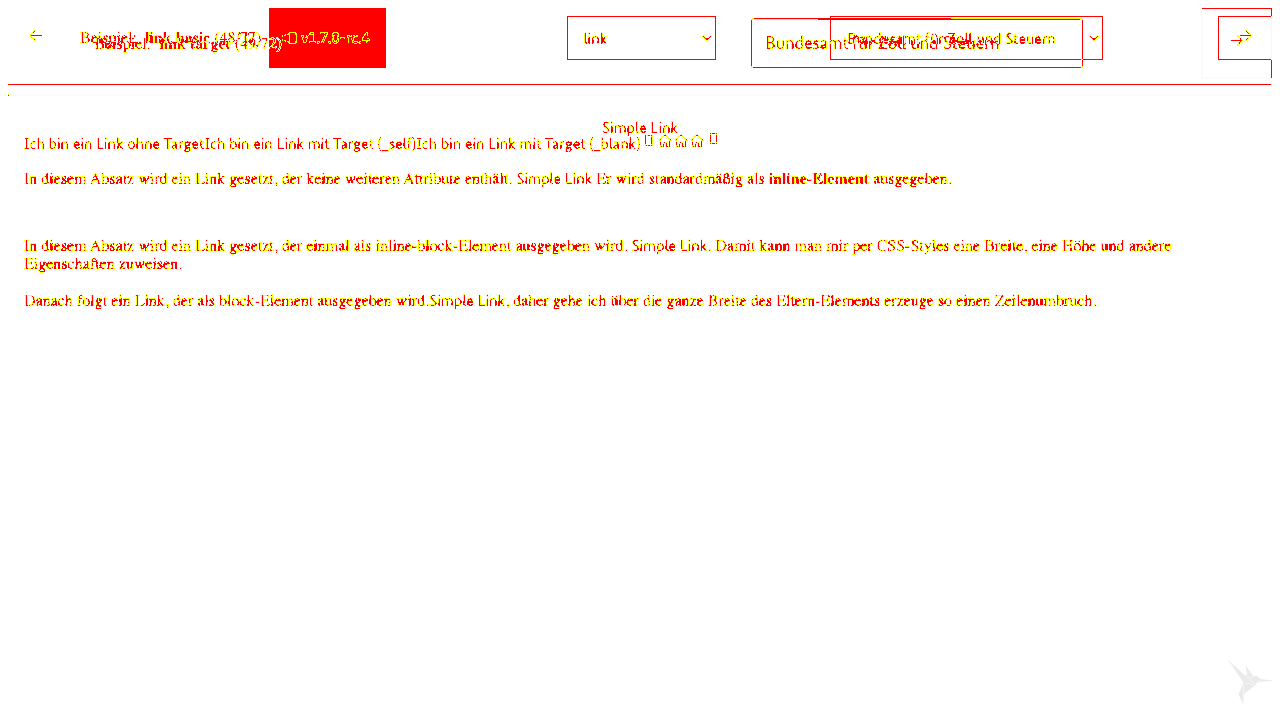 Beispiel: link basic (48/77)
Beispiel: link target (49/72)
v1.7.0-rc.4
link
Bundesamt für Zoll und Steuern
Bundesamt für Zoll und Steuern
Simple Link
Ich bin ein Link ohne TargetIch bin ein Link mit Target (_self)Ich bin ein Link mit Target (_blank)
In diesem Absatz wird ein Link gesetzt, der keine weiteren Attribute enthält. Simple Link Er wird standardmäßig als inline-Element ausgegeben.
In diesem Absatz wird ein Link gesetzt, der einmal als inline-block-Element ausgegeben wird. Simple Link. Damit kann man mir per CSS-Styles eine Breite, eine Höhe und andere
Eigenschaften zuweisen.
Danach folgt ein Link, der als block-Element ausgegeben wird.Simple Link, daher gehe ich über die ganze Breite des Eltern-Elements erzeuge so einen Zeilenumbruch.